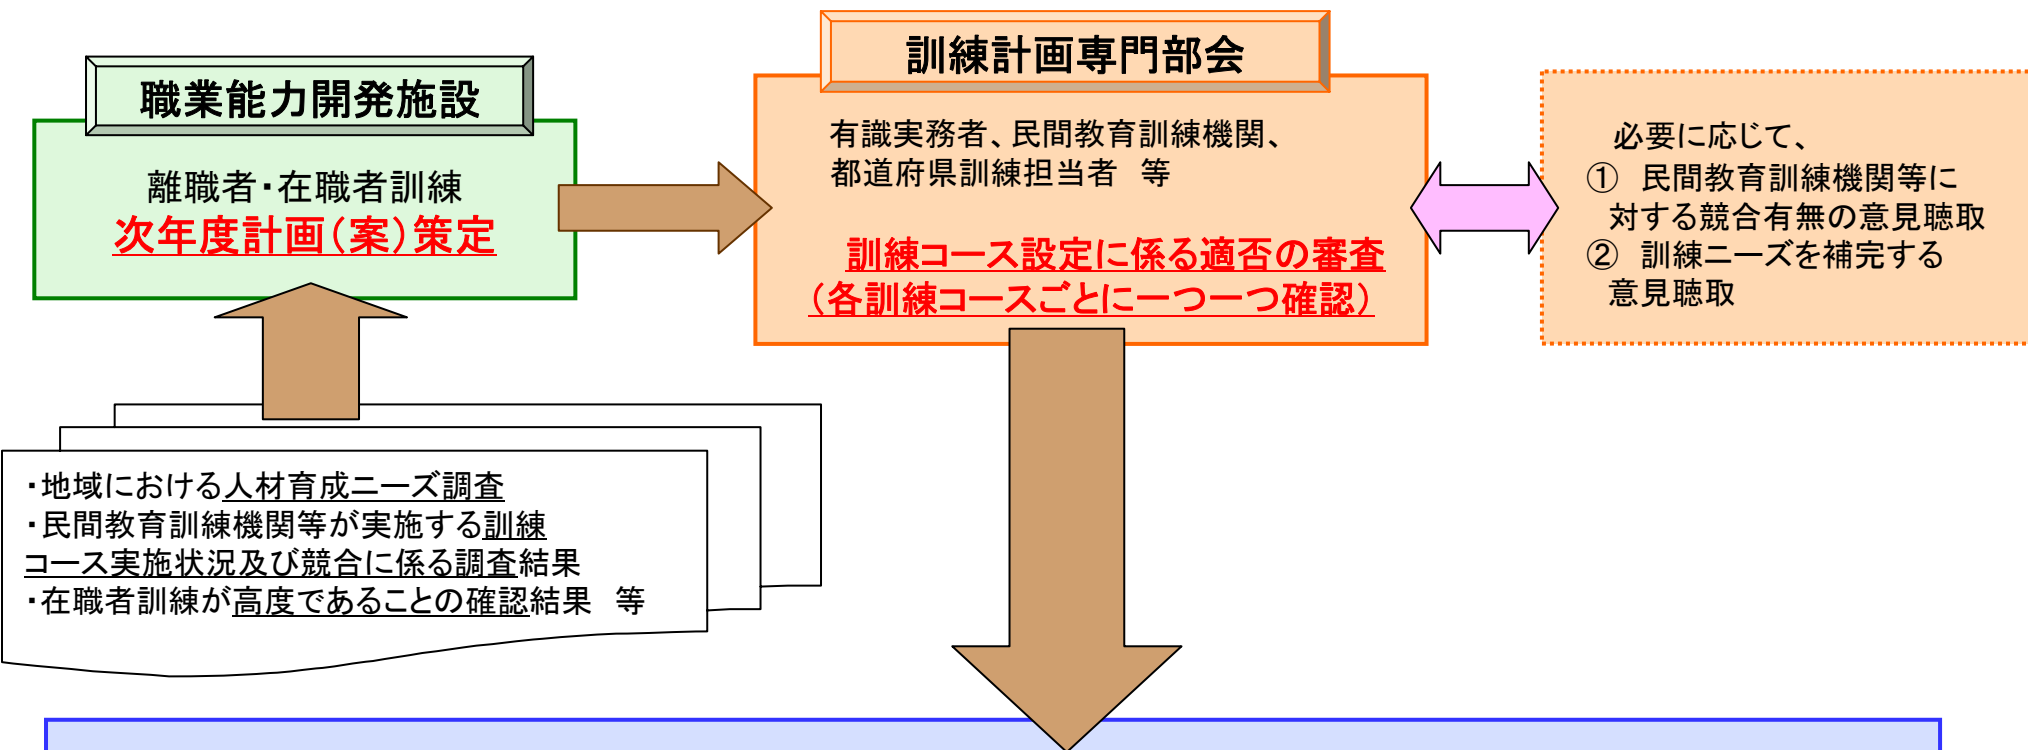 職業能力開発施設
離職者・在職者訓練
次年度計画（案）策定
訓練計画専門部会
有識実務者、民間教育訓練機関、
都道府県訓練担当者　等
訓練コース設定に係る適否の審査
（各訓練コースごとに一つ一つ確認）
必要に応じて、
①　民間教育訓練機関等に
対する競合有無の意見聴取
②　訓練ニーズを補完する
意見聴取
・地域における人材育成ニーズ調査
・民間教育訓練機関等が実施する訓練
コース実施状況及び競合に係る調査結果
・在職者訓練が高度であることの確認結果　等